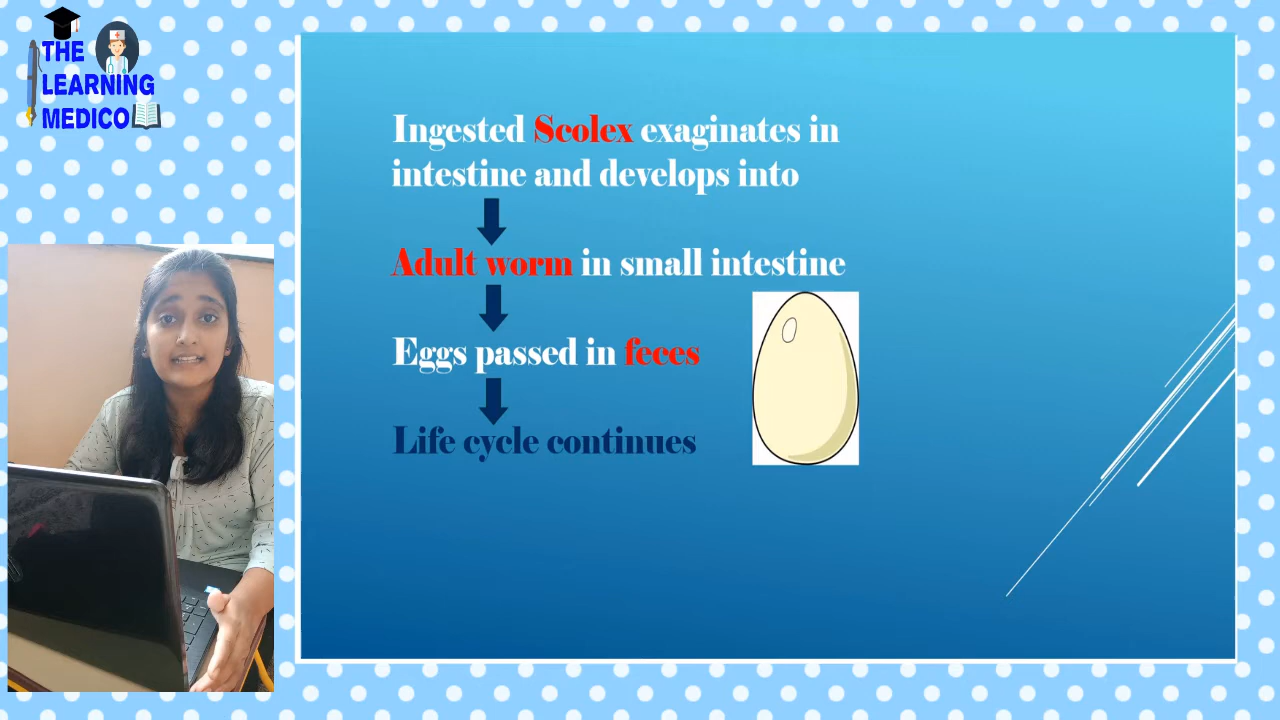 THE
LEARNING
MEDICO
Ingested Scolex exaginates in
intestine and develops into
Adult worm in small intestine
Eggs passed in feces
Life cycle continues